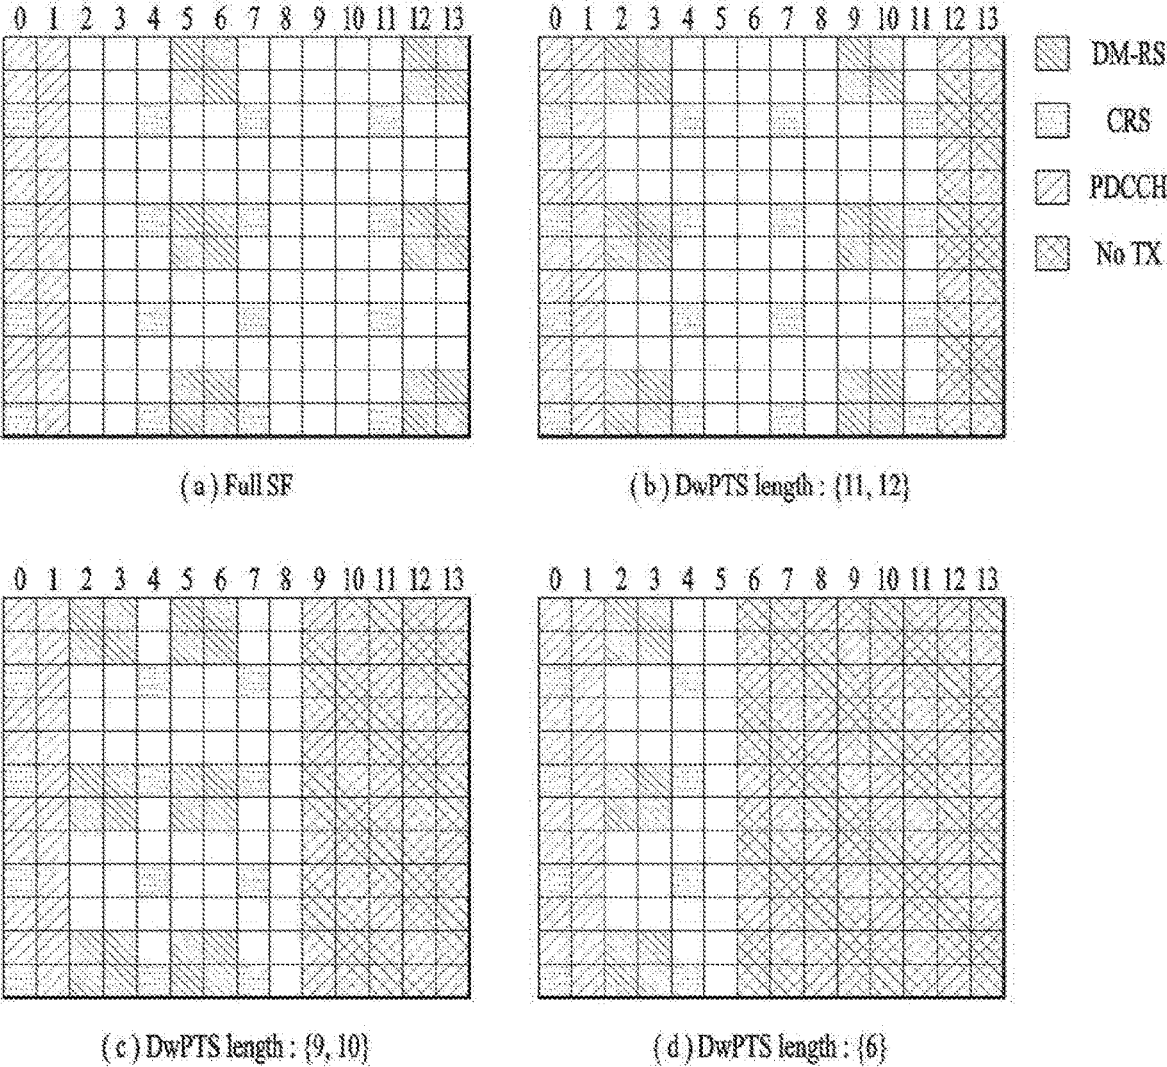 0 1 2 3 4 5 6 7 8 9 10 11 12 13
0 1 2 3 4 5 6 7 8 9 10 11 12 13
DM-RS
CRS
PDCCH
No TX
( a ) Full SF
( b ) DwPTS length : {11, 12}
0 1 2 3 4 5 6 7 8 9 10 11 12 13
0 1 2 3 4 5 6 7 8 9 10 11 12 13
( c ) DwPTS length : {9, 10}
( d ) DwPTS length : {6}